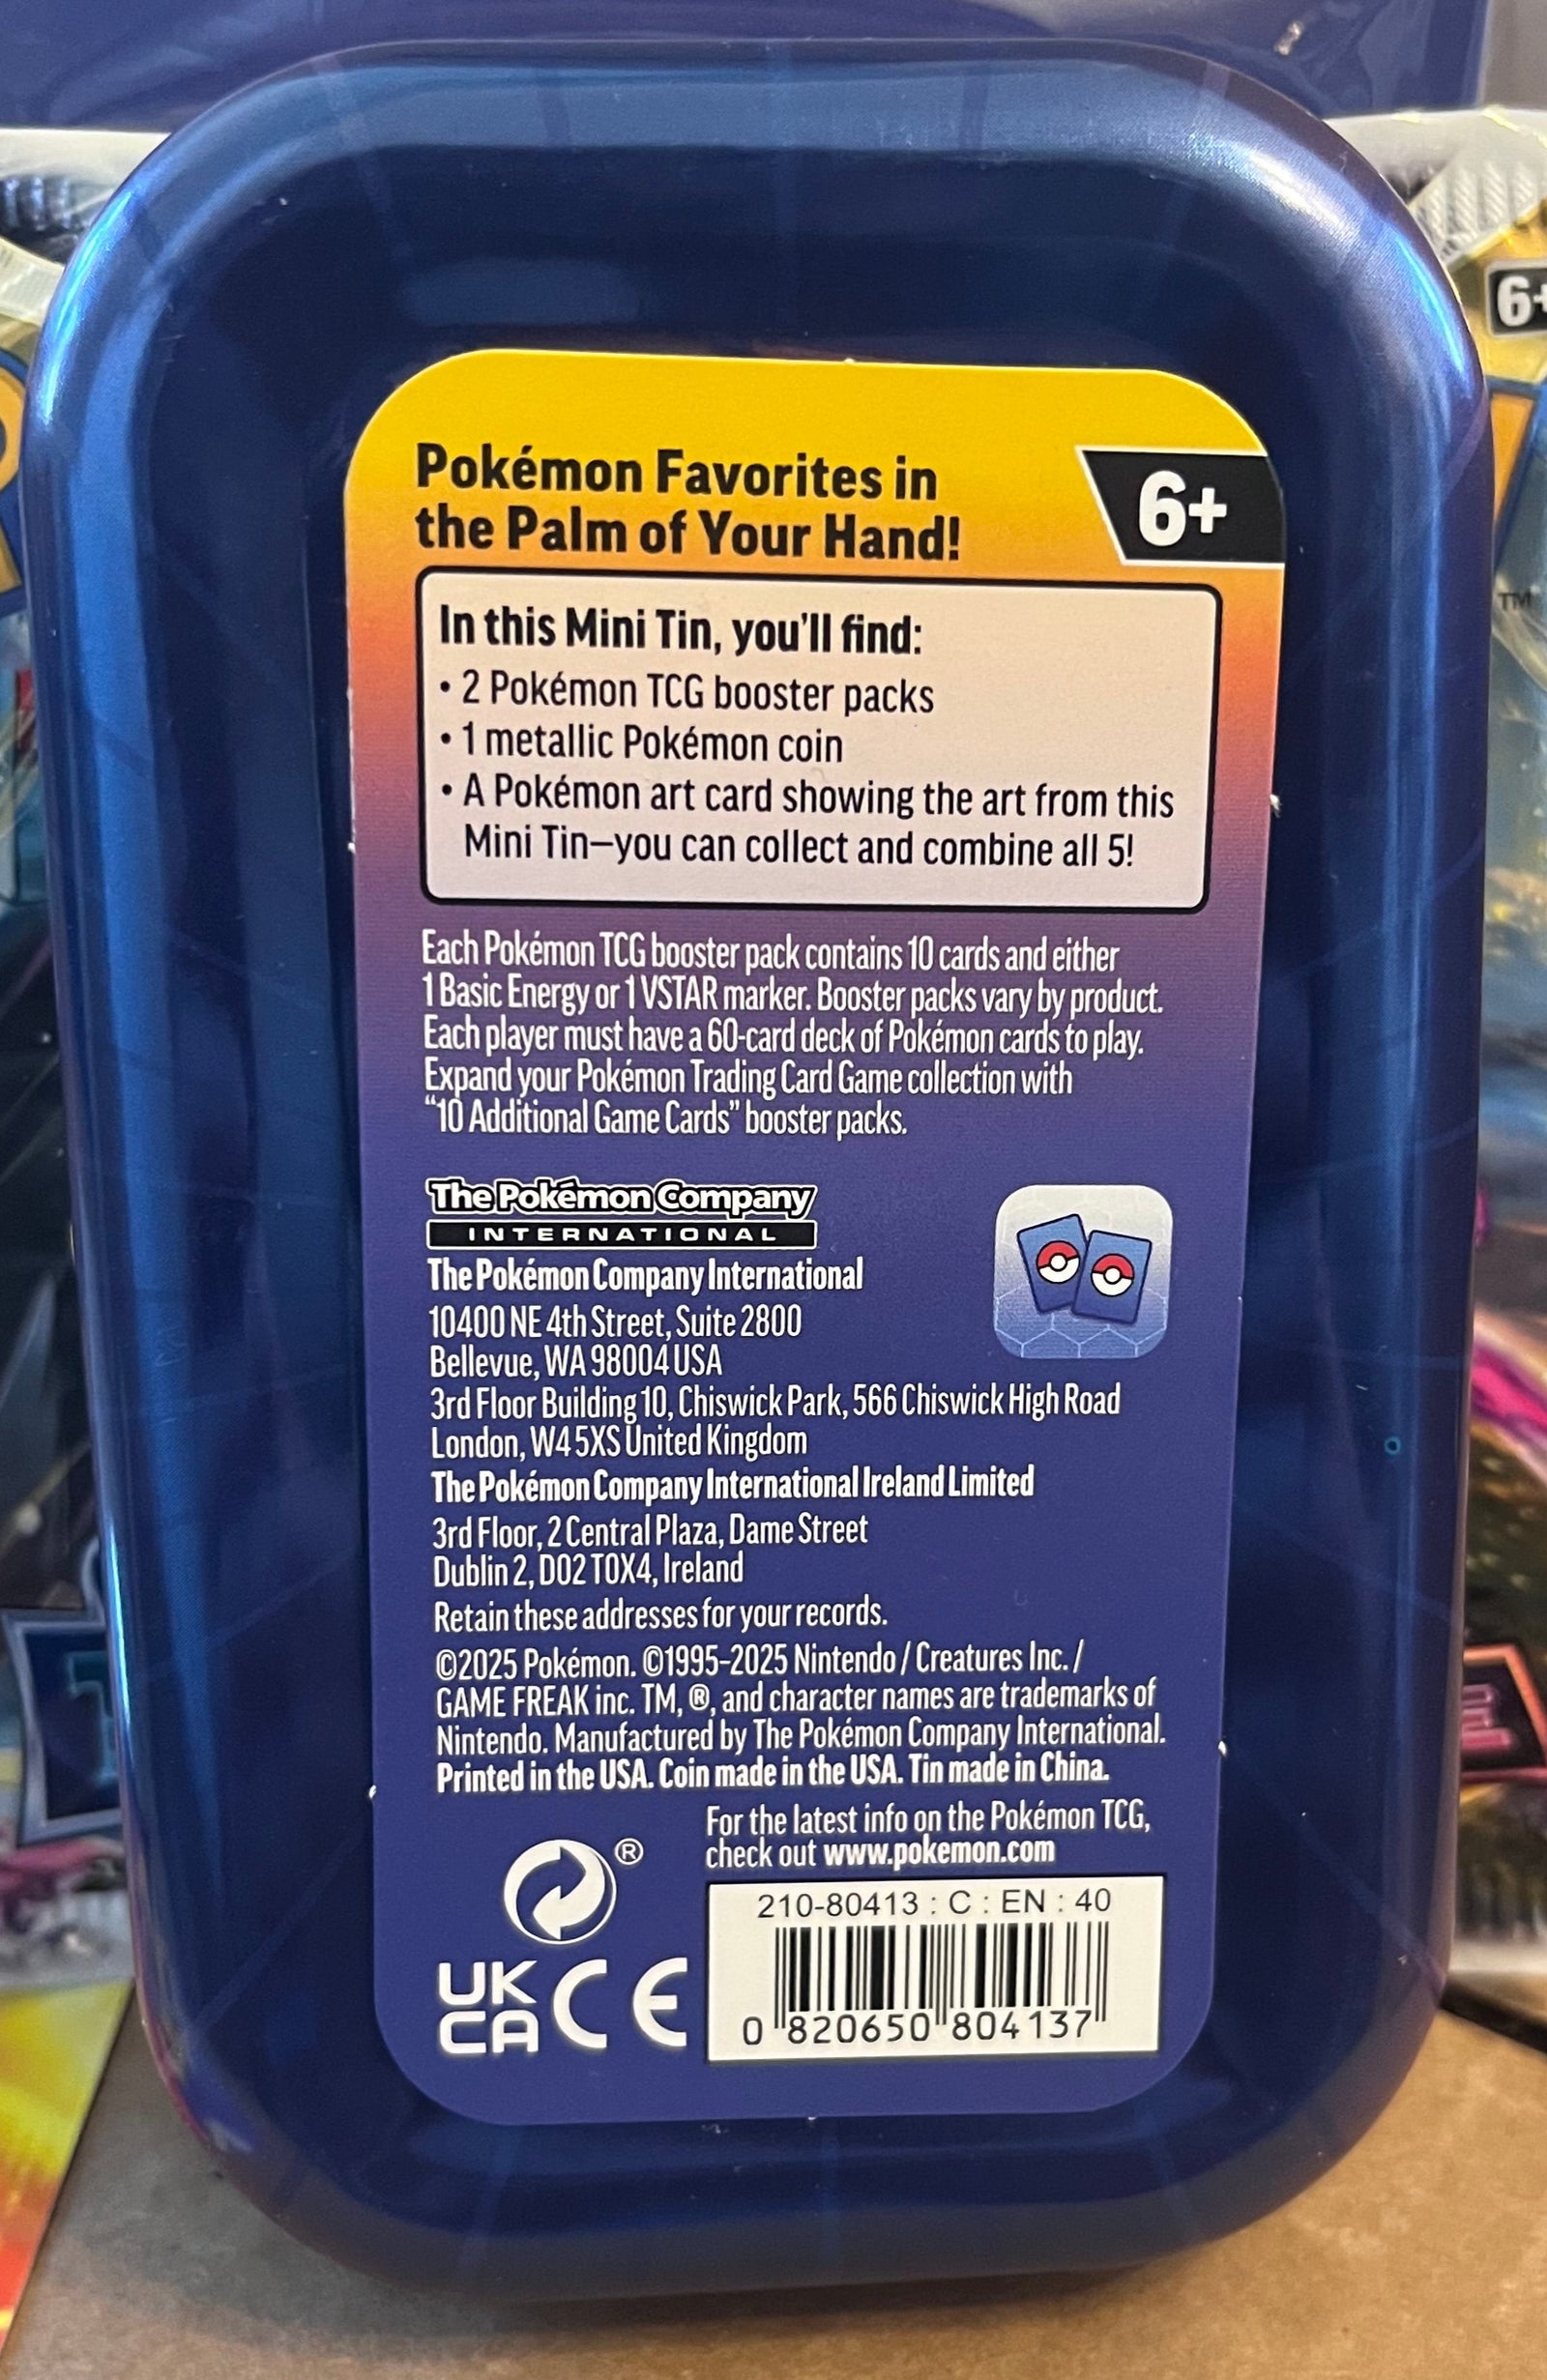 Pokémon Favorites in
the Palm of Your Hand!
6+
In this Mini Tin, you'll find:
• 2 Pokémon TCG booster packs
• 1 metallic Pokémon coin
• A Pokémon art card showing the art from this
Mini Tin—you can collect and combine all 5!
Each Pokémon TCG booster pack contains 10 cards and either
1 Basic Energy or 1 VSTAR marker. Booster packs vary by product.
Each player must have a 60-card deck of Pokémon cards to play.
Expand your Pokémon Trading Card Game collection with
“10 Additional Game Cards” booster packs.
The Pokémon Company
INTERNATIONAL
The Pokémon Company International
10400 NE 4th Street, Suite 2800
Bellevue, WA 98004 USA
3rd Floor Building 10, Chiswick Park, 566 Chiswick High Road
London, W4 5XS United Kingdom
The Pokémon Company International Ireland Limited
3rd Floor, 2 Central Plaza, Dame Street
Dublin 2, D02 T0X4, Ireland
Retain these addresses for your records.
©2025 Pokémon. ©1995–2025 Nintendo / Creatures Inc. /
GAME FREAK inc. TM, ®, and character names are trademarks of
Nintendo. Manufactured by The Pokémon Company International.
Printed in the USA. Coin made in the USA. Tin made in China.
For the latest info on the Pokémon TCG,
check out www.pokemon.com
®
UK
CA CE
210-80413 : C : EN : 40
0 820650 804137
6+
TM